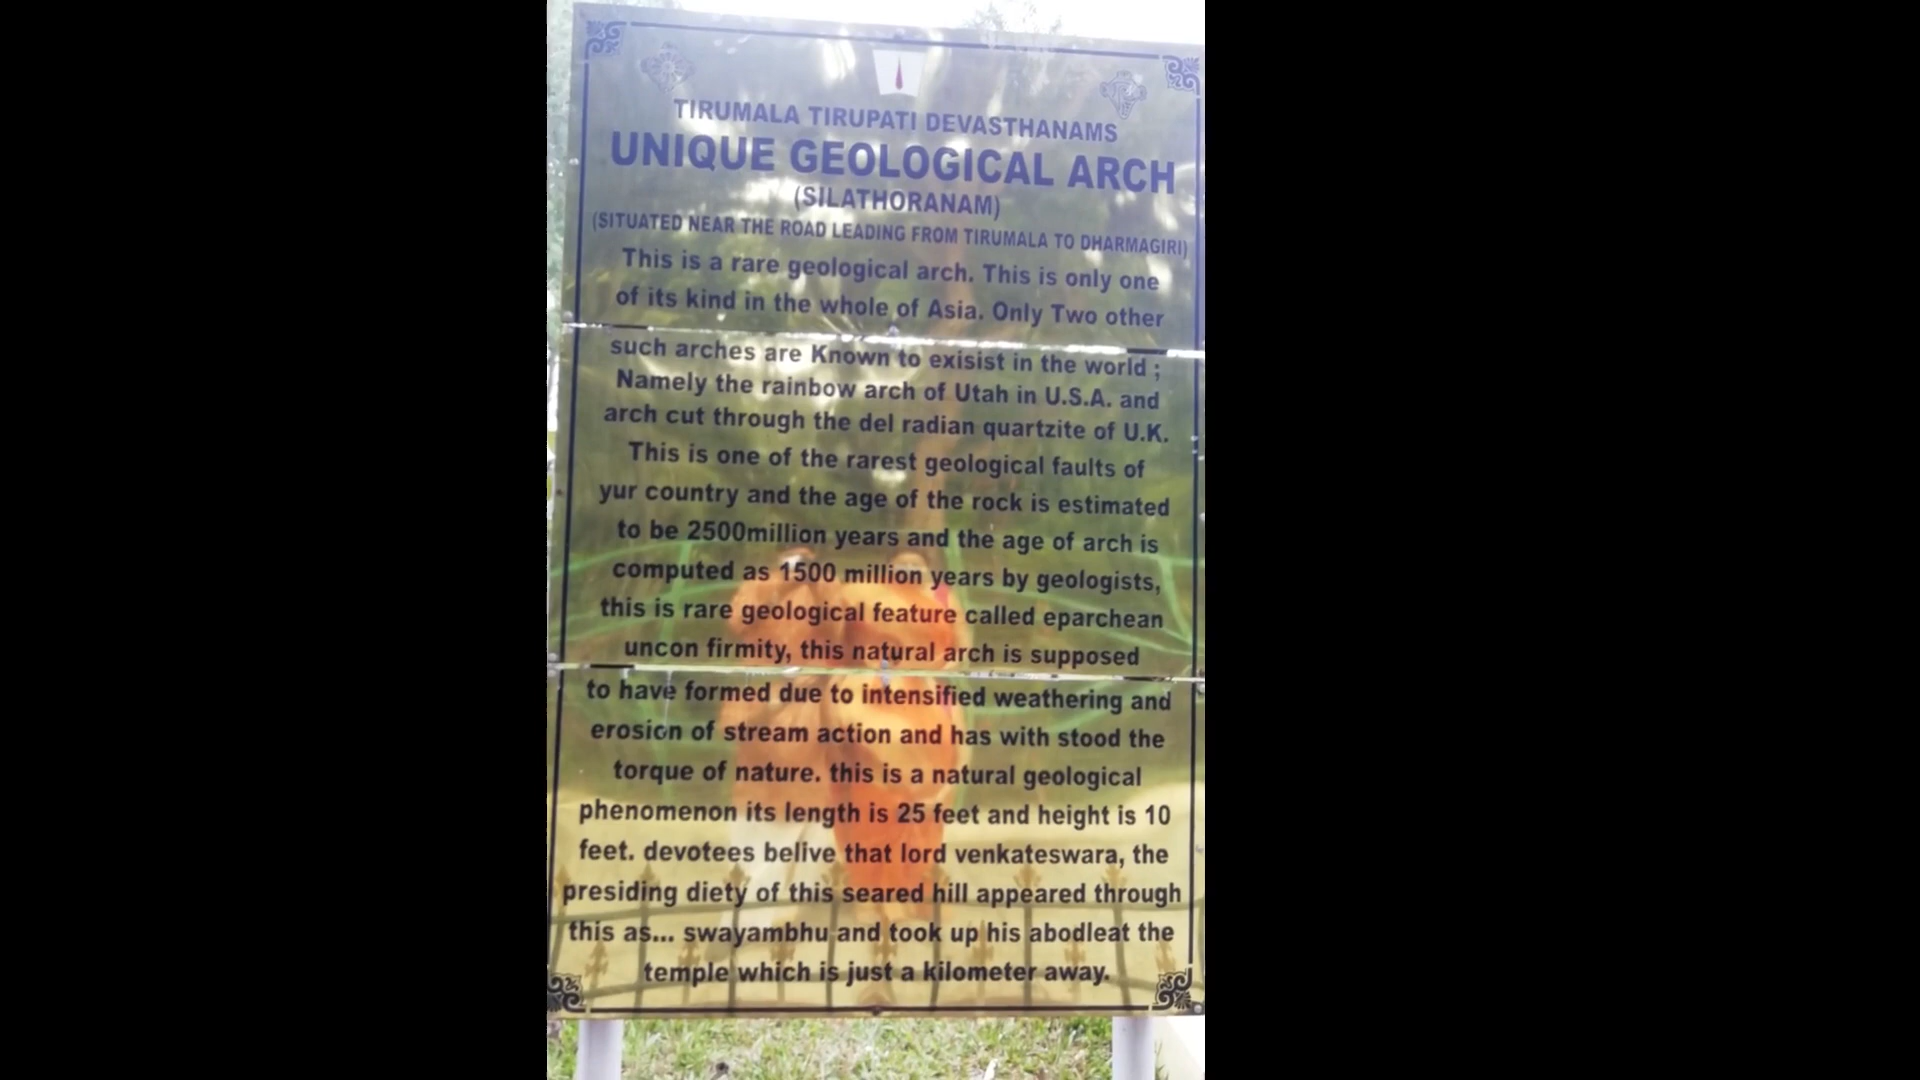 TIRUMALA TIRUPATI DEVASTHANAMS
UNIQUE GEOLOGICAL ARCH
(SILATHORANAM)
(SITUATED NEAR THE ROAD LEADING FROM TIRUMALA TO DHARMAGIRI)
This is a rare geological arch. This is only one
of its kind in the whole of Asia. Only Two other
such arches are Known to exisist in the world ;
Namely the rainbow arch of Utah in U.S.A. and
arch cut through the del radian quartzite of U.K.
This is one of the rarest geological faults of
yur country and the age of the rock is estimated
to be 2500million years and the age of arch is
computed as 1500 million years by geologists,
this is rare geological feature called eparchean
uncon firmity, this natural arch is supposed
to have formed due to intensified weathering and
erosion of stream action and has with stood the
torque of nature. this is a natural geological
phenomenon its length is 25 feet and height is 10
feet. devotees belive that lord venkateswara, the
presiding diety of this seared hill appeared through
this as... swayambhu and took up his abodleat the
temple which is just a kilometer away.